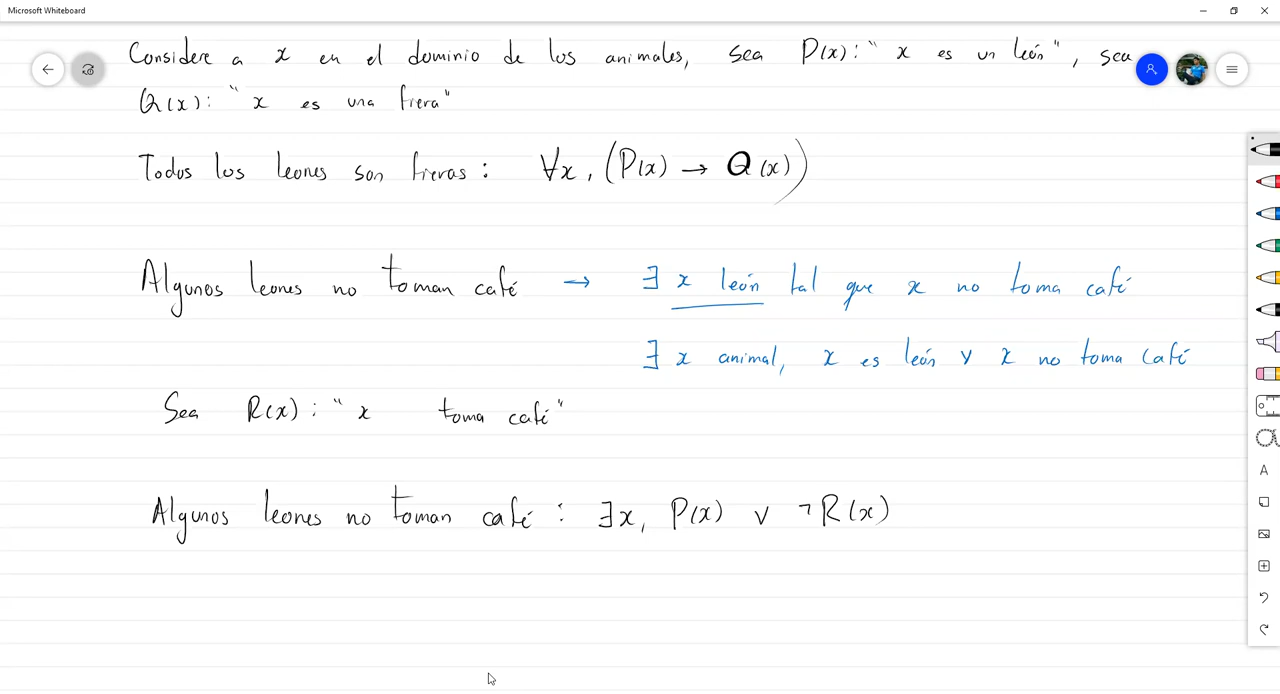 Microsoft Whiteboard
Considere a x en el dominio de los animales, sea P(x): "x es un león", sea
Q(x): "x es una fiera"
Todos los leones son fieras: ∀x, (P(x) → Q(x))
Algunos leones no toman café → ∃ x león tal que x no toma café
∃ x animal, x es león y x no toma café
Sea R(x): "x toma café"
Algunos leones no toman café: ∃x, P(x) ∨ ¬R(x)